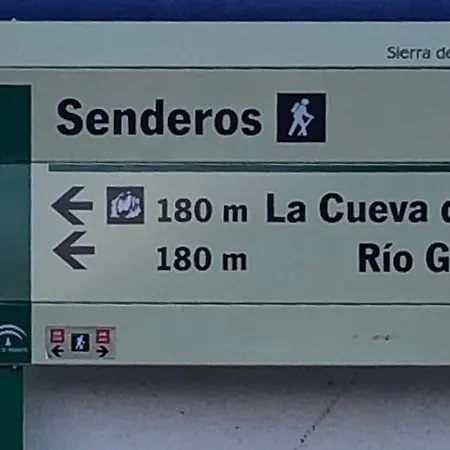 Sierra de
Senderos
180 m La Cueva
180 m Río G